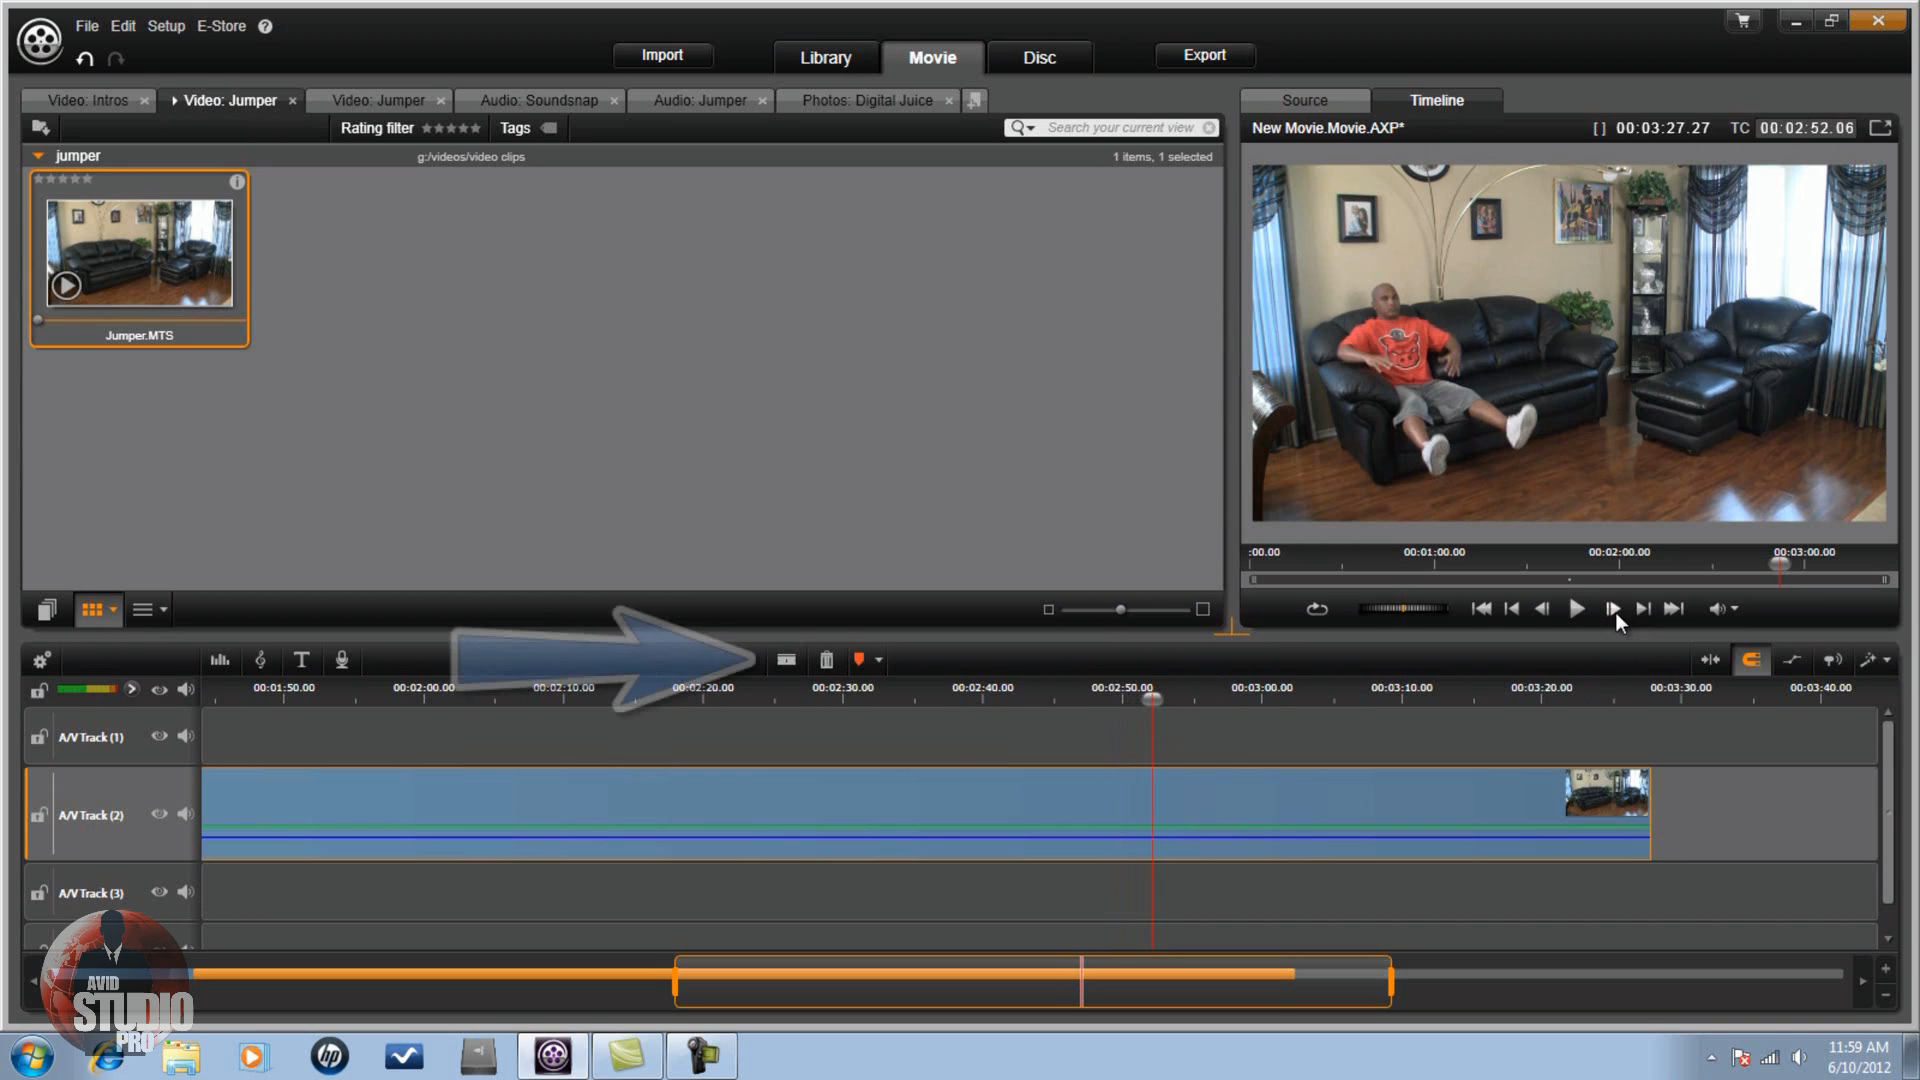 File Edit Setup E-Store ?
Import Library Movie Disc Export
Video: Intros × Video: Jumper × Video: Jumper × Audio: Soundsnap × Audio: Jumper × Photos: Digital Juice × Source Timeline
Rating filter Tags Search your current view
New Movie.Movie.AXP* [ ] 00:03:27.27 TC 00:02:52.06
jumper g:/videos/video clips 1 items, 1 selected
Jumper.MTS
:00.00 00:01:00.00 00:02:00.00 00:03:00.00
T
00:01:50.00 00:02:00.00 00:02:10.00 00:02:20.00 00:02:30.00 00:02:40.00 00:02:50.00 00:03:00.00 00:03:10.00 00:03:20.00 00:03:30.00 00:03:40.00
A/V Track (1)
A/V Track (2)
A/V Track (3)
AVID
STUDIO
PRO
hp
11:59 AM
6/10/2012